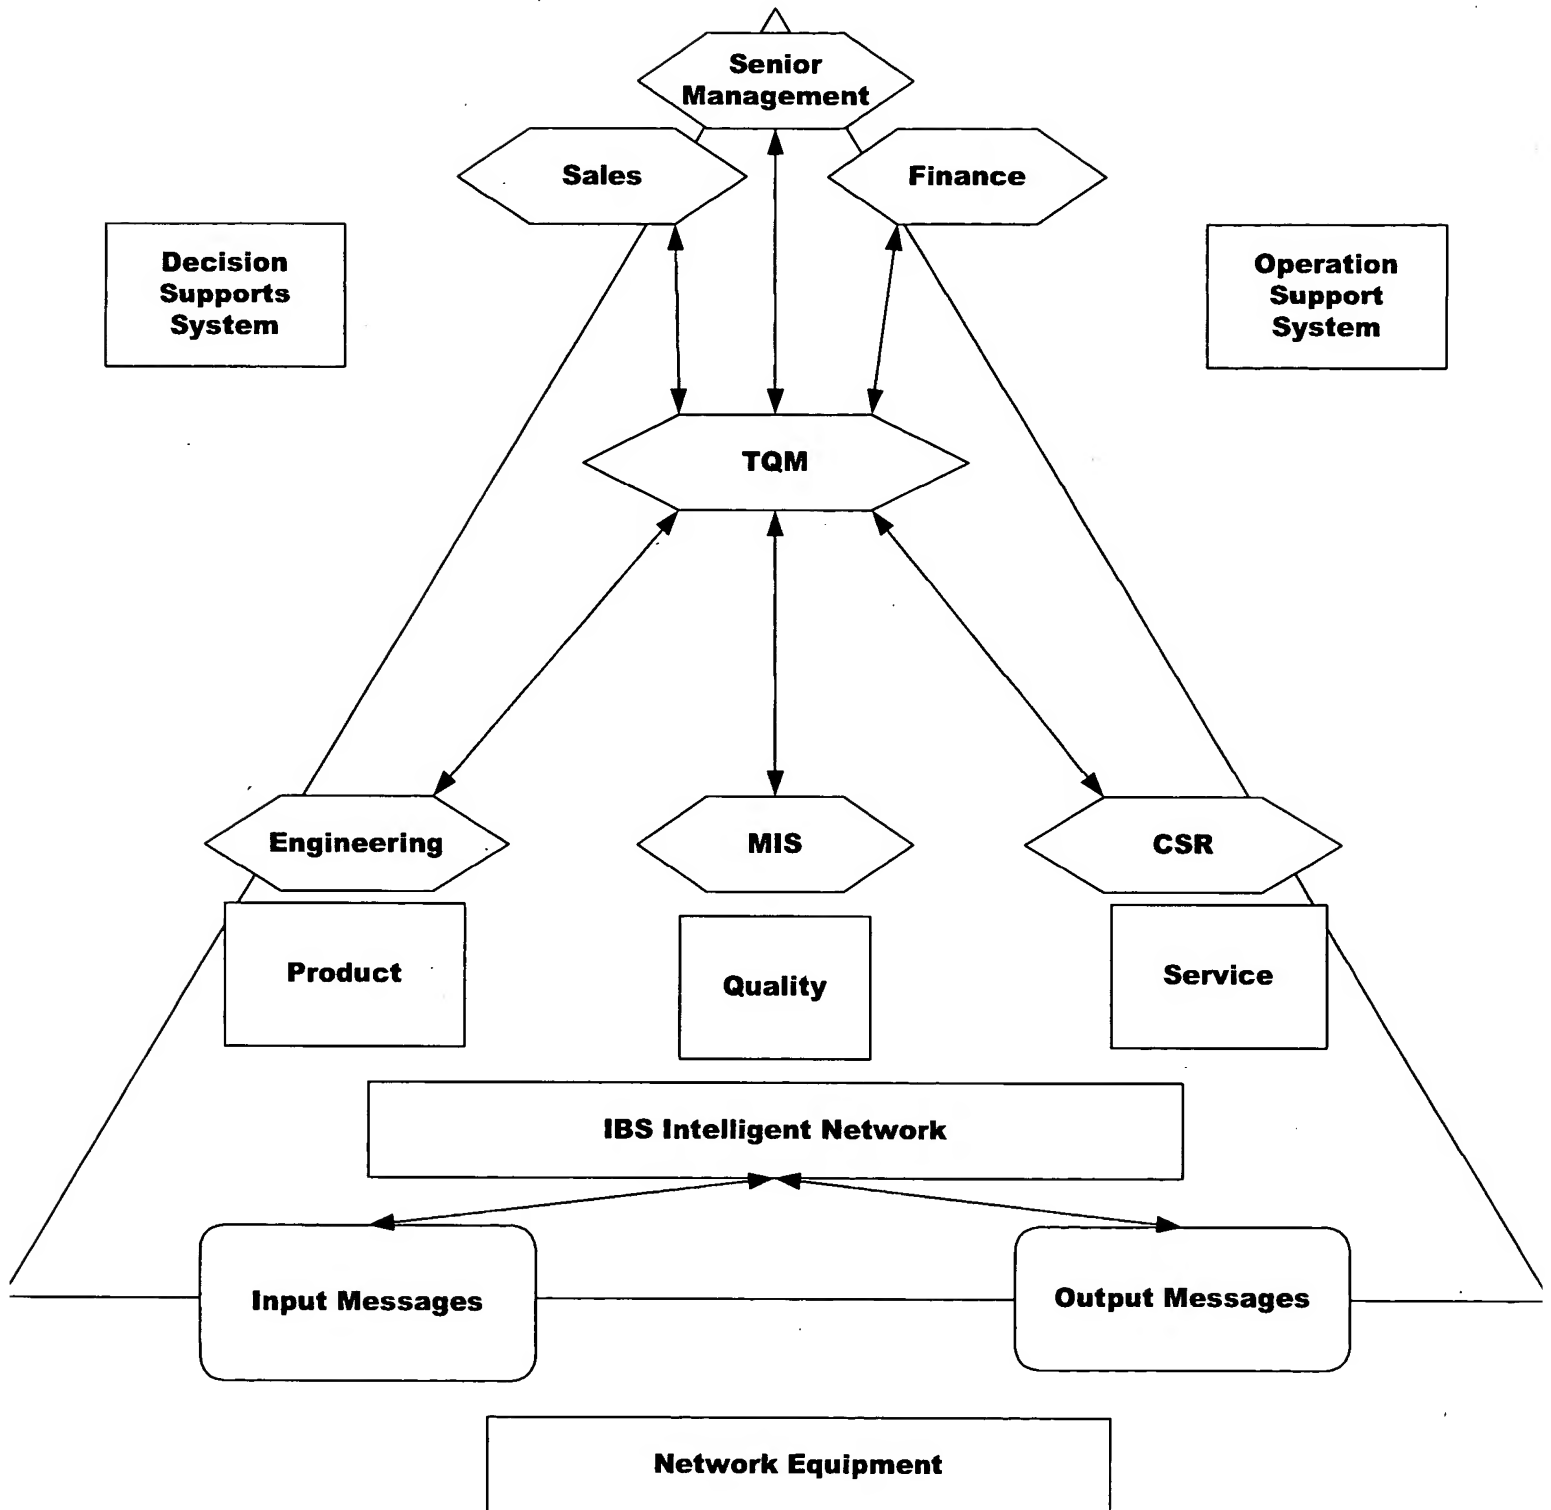 Senior
Management
Sales
Finance
Decision
Supports
System
Operation
Support
System
TQM
Engineering
MIS
CSR
Product
Quality
Service
IBS Intelligent Network
Input Messages
Output Messages
Network Equipment